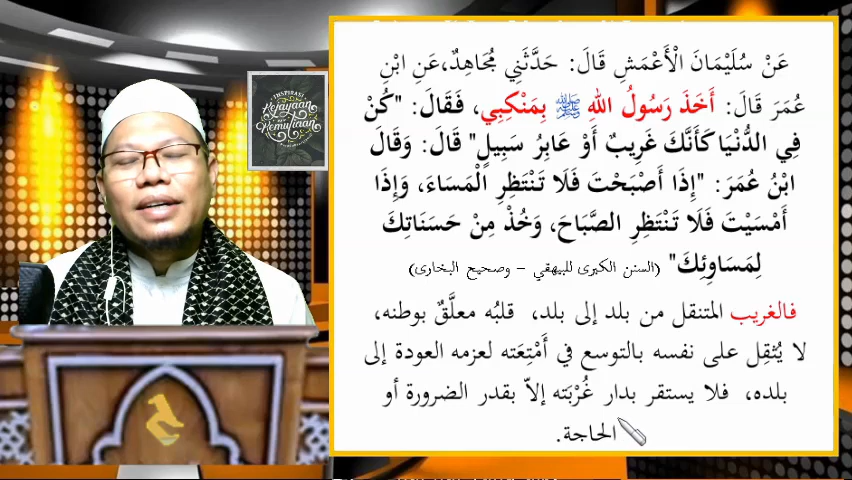 INSPIRASI
Kejayaan
Kemuliaan
عَنْ سُلَيْمَانَ الْأَعْمَشِ قَالَ: حَدَّثَنِي مُجَاهِدٌ،عَنِ ابْنِ
عُمَرَ قَالَ: أَخَذَ رَسُولُ اللهِ ﷺ بِمَنْكِبِي، فَقَالَ: "كُنْ
فِي الدُّنْيَا كَأَنَّكَ غَرِيبٌ أَوْ عَابِرُ سَبِيلٍ" قَالَ: وَقَالَ
ابْنُ عُمَرَ: "إِذَا أَصْبَحْتَ فَلَا تَنْتَظِرِ الْمَسَاءَ، وَإِذَا
أَمْسَيْتَ فَلَا تَنْتَظِرِ الصَّبَاحَ، وَخُذْ مِنْ حَسَنَاتِكَ
لِمَسَاوِئِكَ" (السنن الكبرى للبيهقي – وصحيح البخارى)
فالغريب المتنقل من بلد إلى بلد، قلبُه معلَّقٌ بوطنه،
لا يُثقِل على نفسه بالتوسع في أَمْتِعَته لعزمه العودة إلى
بلده، فلا يستقر بدار غُرْبَته إلاّ بقدر الضرورة أو
الحاجة.